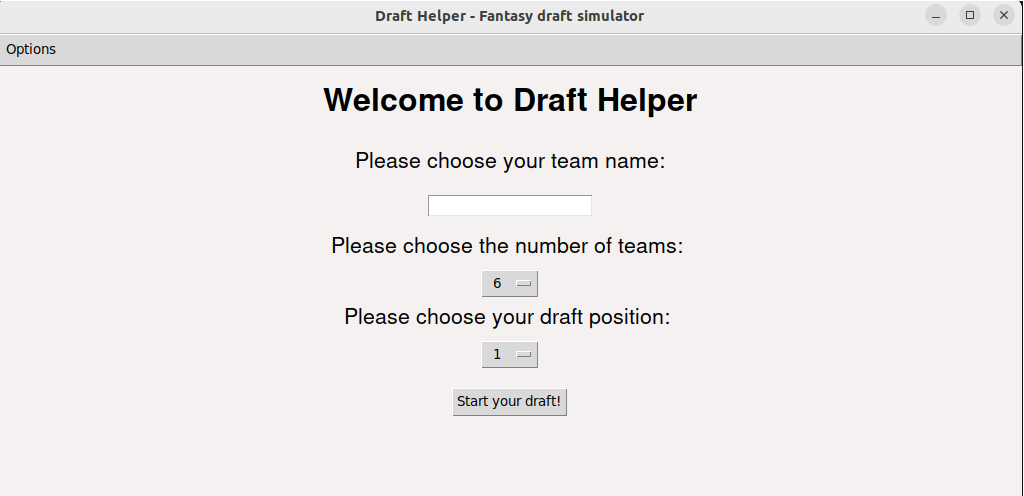 Draft Helper - Fantasy draft simulator
Options
Welcome to Draft Helper
Please choose your team name:
Please choose the number of teams:
6
Please choose your draft position:
1
Start your draft!